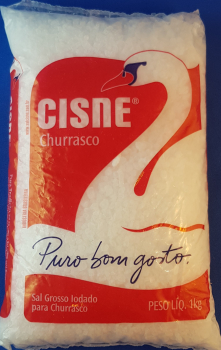 CISNE®
Churrasco
Puro bom gosto.
Sal Grosso Iodado
para Churrasco
PESO LÍQ. 1kg